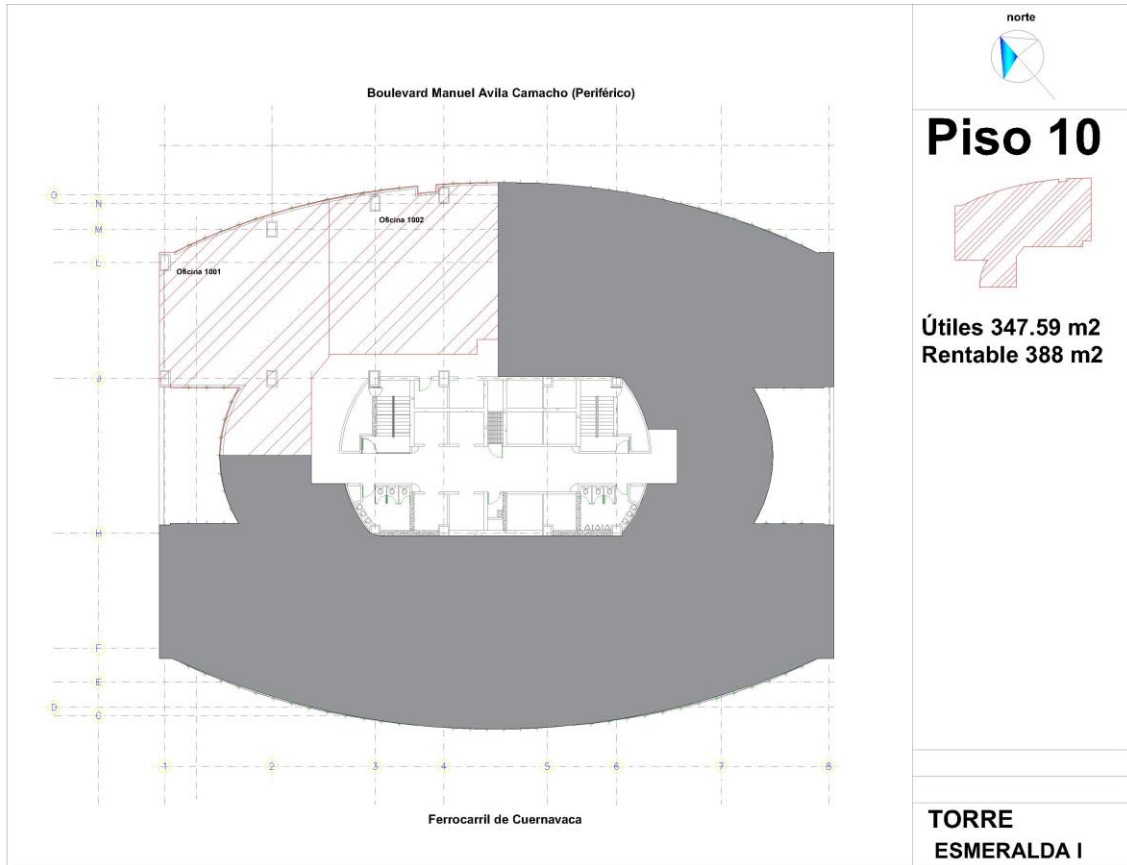 norte
Boulevard Manuel Avila Camacho (Periférico)
Piso 10
G
N
M
L
J
H
F
E
D
C
Oficina 1002
Oficina 1001
Útiles 347.59 m2
Rentable 388 m2
1
2
3
4
5
6
7
8
Ferrocarril de Cuernavaca
TORRE
ESMERALDA I